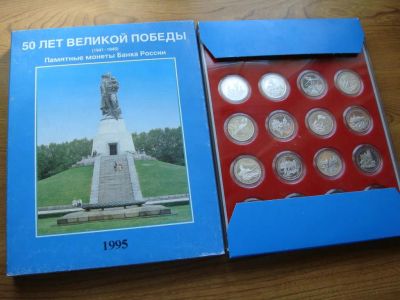 50 ЛЕТ ВЕЛИКОЙ ПОБЕДЫ
(1941 - 1945)
Памятные монеты Банка России
1995